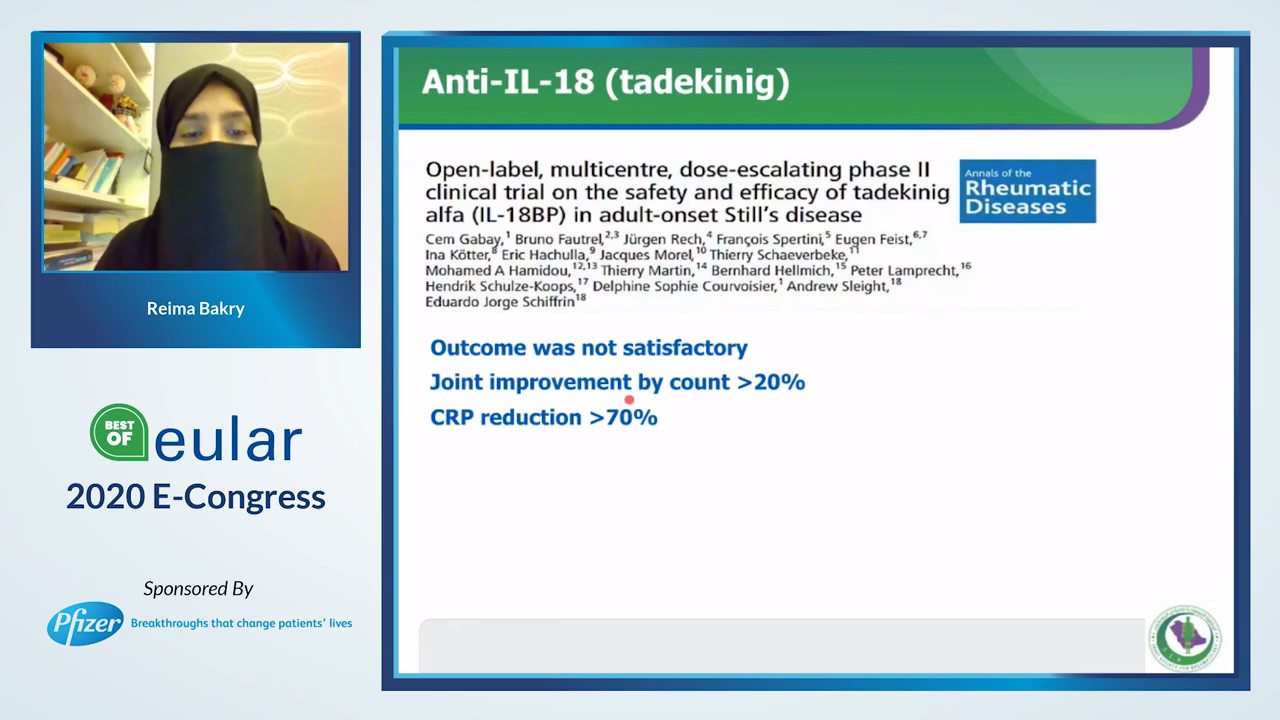 Reima Bakry
BEST
OF
eular
2020 E-Congress
Sponsored By
Pfizer
Breakthroughs that change patients' lives
Anti-IL-18 (tadekinig)
Open-label, multicentre, dose-escalating phase II
clinical trial on the safety and efficacy of tadekinig
alfa (IL-18BP) in adult-onset Still's disease
Annals of the
Rheumatic
Diseases
Cem Gabay,¹ Bruno Fautrel,²,³ Jürgen Rech,⁴ François Spertini,⁵ Eugen Feist,⁶,⁷
Ina Kötter,⁸ Eric Hachulla,⁹ Jacques Morel,¹⁰ Thierry Schaeverbeke,¹¹
Mohamed A Hamidou,¹²,¹³ Thierry Martin,¹⁴ Bernhard Hellmich,¹⁵ Peter Lamprecht,¹⁶
Hendrik Schulze-Koops,¹⁷ Delphine Sophie Courvoisier,¹ Andrew Sleight,¹⁸
Eduardo Jorge Schiffrin¹⁸
Outcome was not satisfactory
Joint improvement by count >20%
CRP reduction >70%